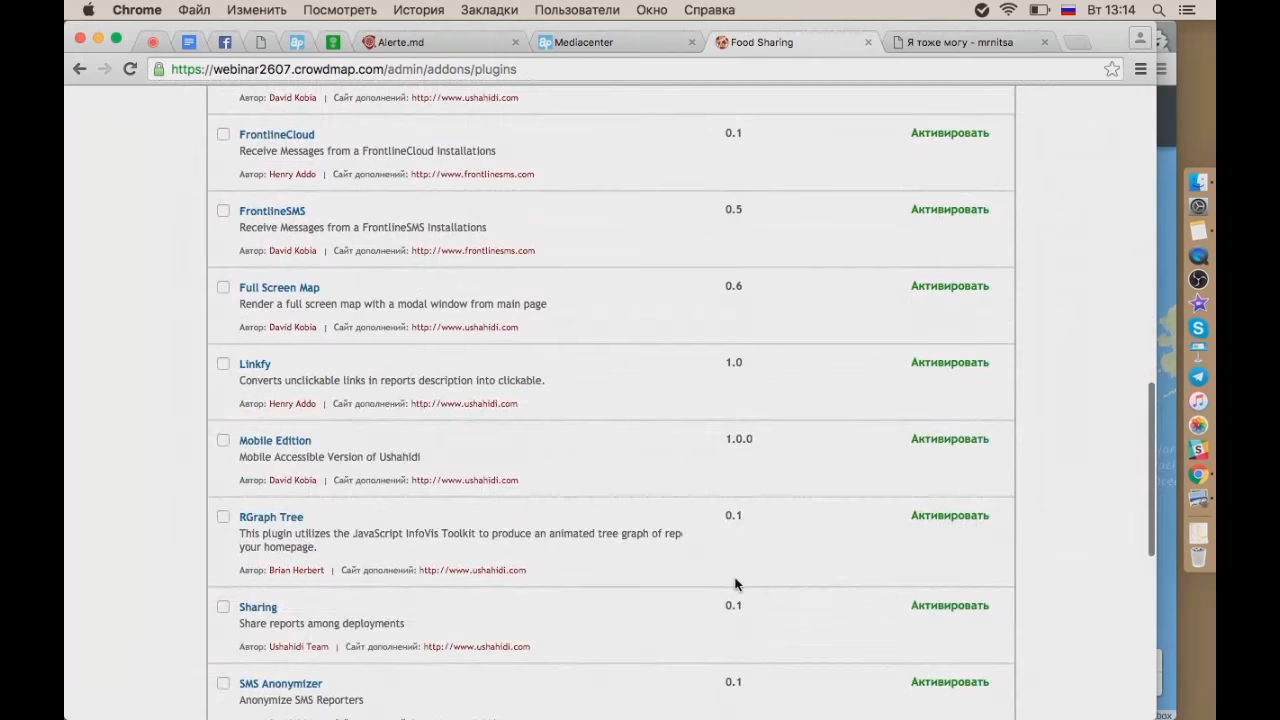 Chrome Файл Изменить Посмотреть История Закладки Пользователи Окно Справка Вт 13:14
Alerte.md × Mediacenter × Food Sharing × Я тоже могу - mrnitsa ×
https://webinar2607.crowdmap.com/admin/addons/plugins
Автор: David Kobia | Сайт дополнений: http://www.ushahidi.com
FrontlineCloud 0.1 Активировать
Receive Messages from a FrontlineCloud Installations
Автор: Henry Addo | Сайт дополнений: http://www.frontlinesms.com
FrontlineSMS 0.5 Активировать
Receive Messages from a FrontlineSMS Installations
Автор: David Kobia | Сайт дополнений: http://www.frontlinesms.com
Full Screen Map 0.6 Активировать
Render a full screen map with a modal window from main page
Автор: David Kobia | Сайт дополнений: http://www.ushahidi.com
Linkfy 1.0 Активировать
Converts unclickable links in reports description into clickable.
Автор: Henry Addo | Сайт дополнений: http://www.ushahidi.com
Mobile Edition 1.0.0 Активировать
Mobile Accessible Version of Ushahidi
Автор: David Kobia | Сайт дополнений: http://www.ushahidi.com
RGraph Tree 0.1 Активировать
This plugin utilizes the JavaScript InfoVis Toolkit to produce an animated tree graph of rep
your homepage.
Автор: Brian Herbert | Сайт дополнений: http://www.ushahidi.com
Sharing 0.1 Активировать
Share reports among deployments
Автор: Ushahidi Team | Сайт дополнений: http://www.ushahidi.com
SMS Anonymizer 0.1 Активировать
Anonymize SMS Reporters
box